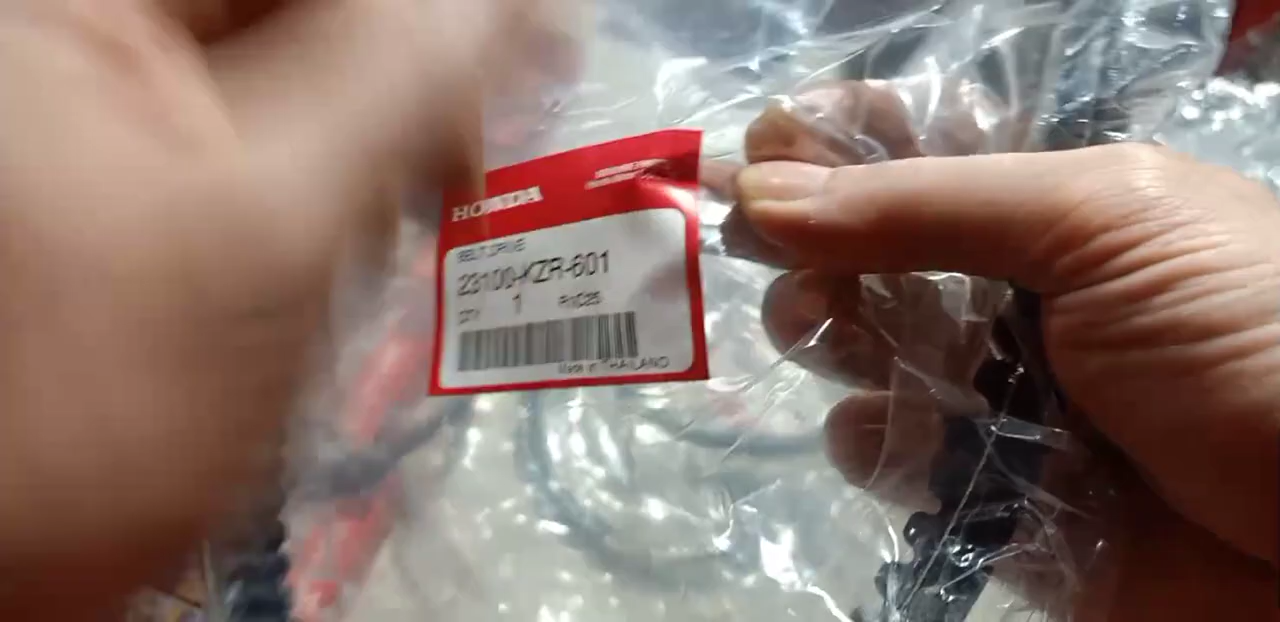 HONDA
BELT, DRIVE
23100-KZR-601
QTY 1
Made in THAILAND